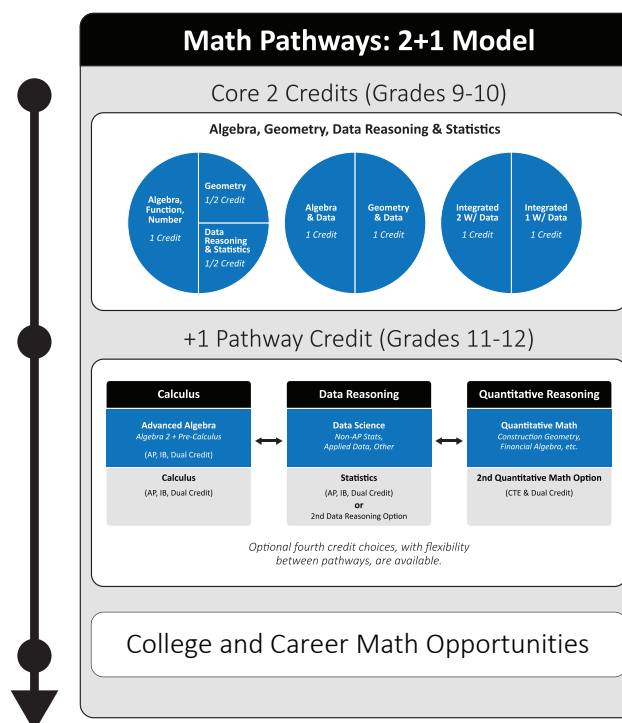 Math Pathways: 2+1 Model
Core 2 Credits (Grades 9-10)
Algebra, Geometry, Data Reasoning & Statistics
Algebra,
Function,
Number
1 Credit
Geometry
1/2 Credit
Data
Reasoning
& Statistics
1/2 Credit
Algebra
& Data
1 Credit
Geometry
& Data
1 Credit
Integrated
2 W/ Data
1 Credit
Integrated
1 W/ Data
1 Credit
+1 Pathway Credit (Grades 11-12)
Calculus
Advanced Algebra
Algebra 2 + Pre-Calculus
(AP, IB, Dual Credit)
Calculus
(AP, IB, Dual Credit)
Data Reasoning
Data Science
Non-AP Stats,
Applied Data, Other
Statistics
(AP, IB, Dual Credit)
or
2nd Data Reasoning Option
Quantitative Reasoning
Quantitative Math
Construction Geometry,
Financial Algebra, etc.
2nd Quantitative Math Option
(CTE & Dual Credit)
Optional fourth credit choices, with flexibility
between pathways, are available.
College and Career Math Opportunities